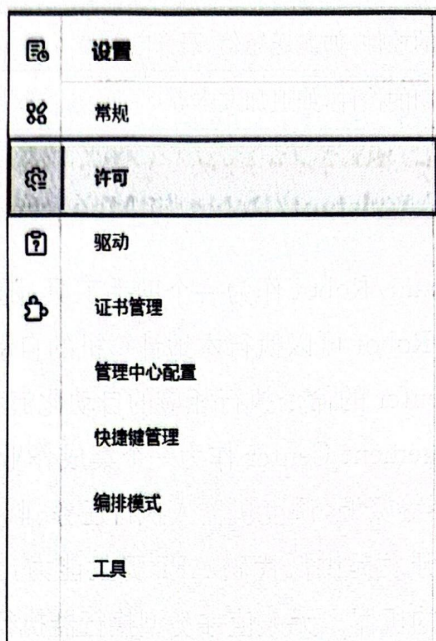 设置
常规
许可
驱动
证书管理
管理中心配置
快捷键管理
编排模式
工具